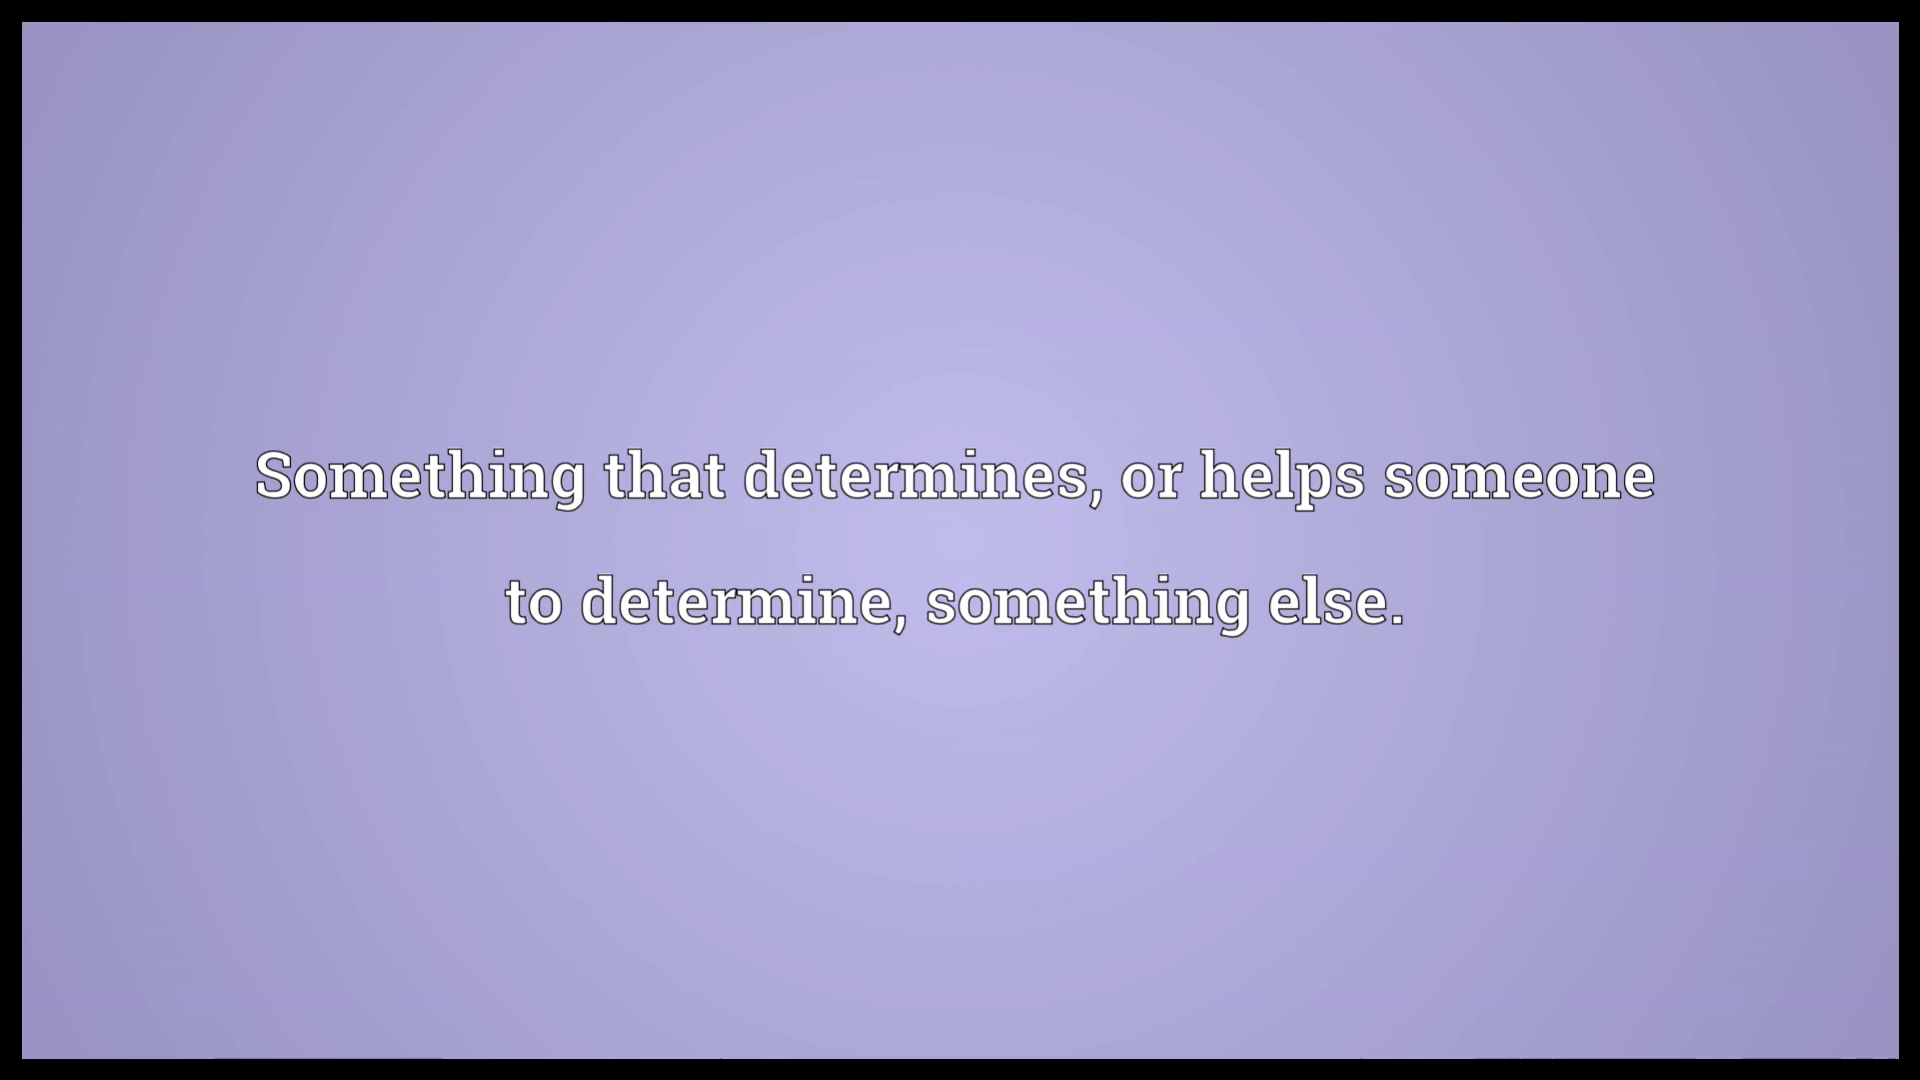 Something that determines, or helps someone
to determine, something else.